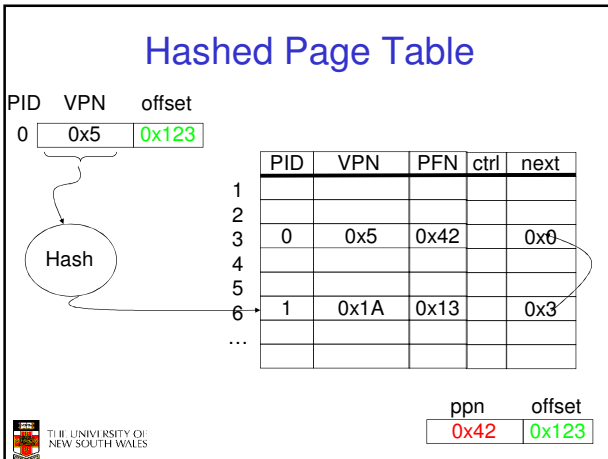 Hashed Page Table
PID VPN offset
0 0x5 0x123
PID VPN PFN ctrl next
1
2
3 0 0x5 0x42 0x0
4
Hash
5
6 1 0x1A 0x13 0x3
...
ppn offset
0x42 0x123
THE UNIVERSITY OF
NEW SOUTH WALES